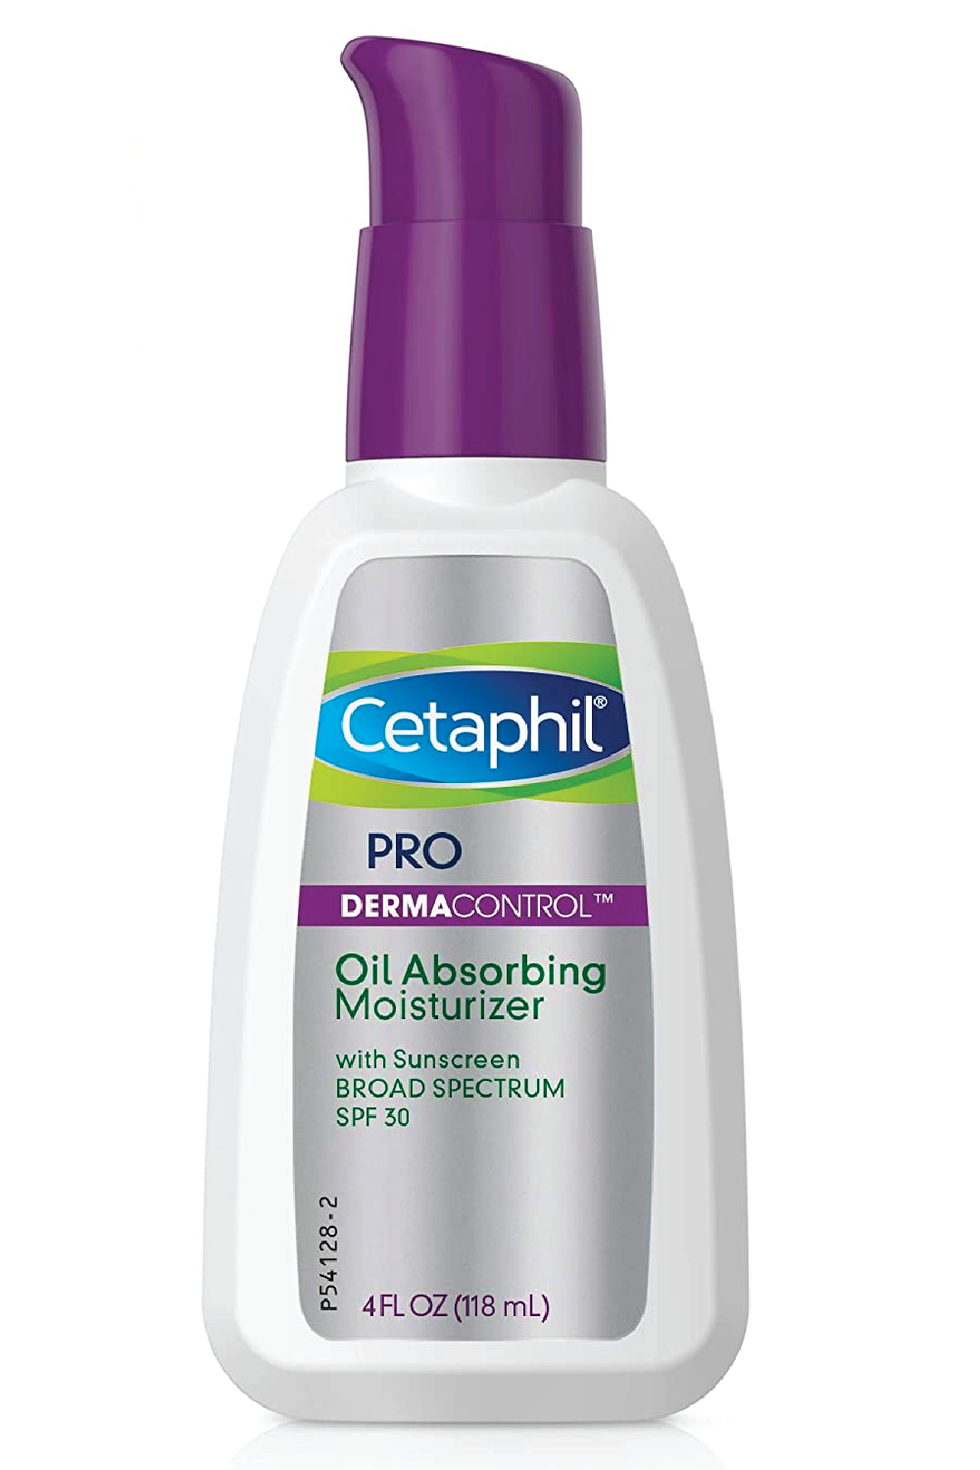 Cetaphil®
PRO
DERMACONTROL™
Oil Absorbing
Moisturizer
with Sunscreen
BROAD SPECTRUM
SPF 30
P54128-2
4 FL OZ (118 mL)